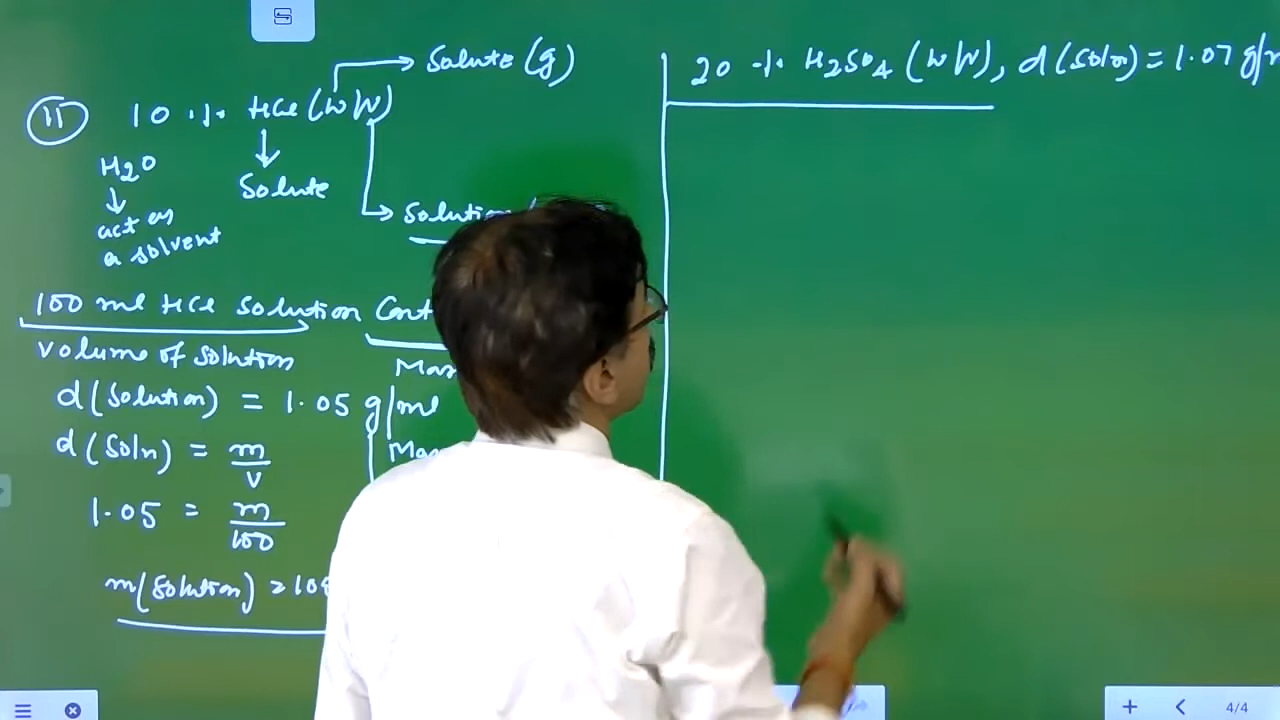 Solute (g)
(11) 10 % HCl (W/V)
H2O
Solute
act as
a solvent
100 ml HCl solution
volume of solution
d (Solution) = 1.05 g/ml
d (Soln) = m/v
1.05 = m/100
m (Solution) =
20 % H2SO4 (W/V), d (Soln) = 1.07
4/4